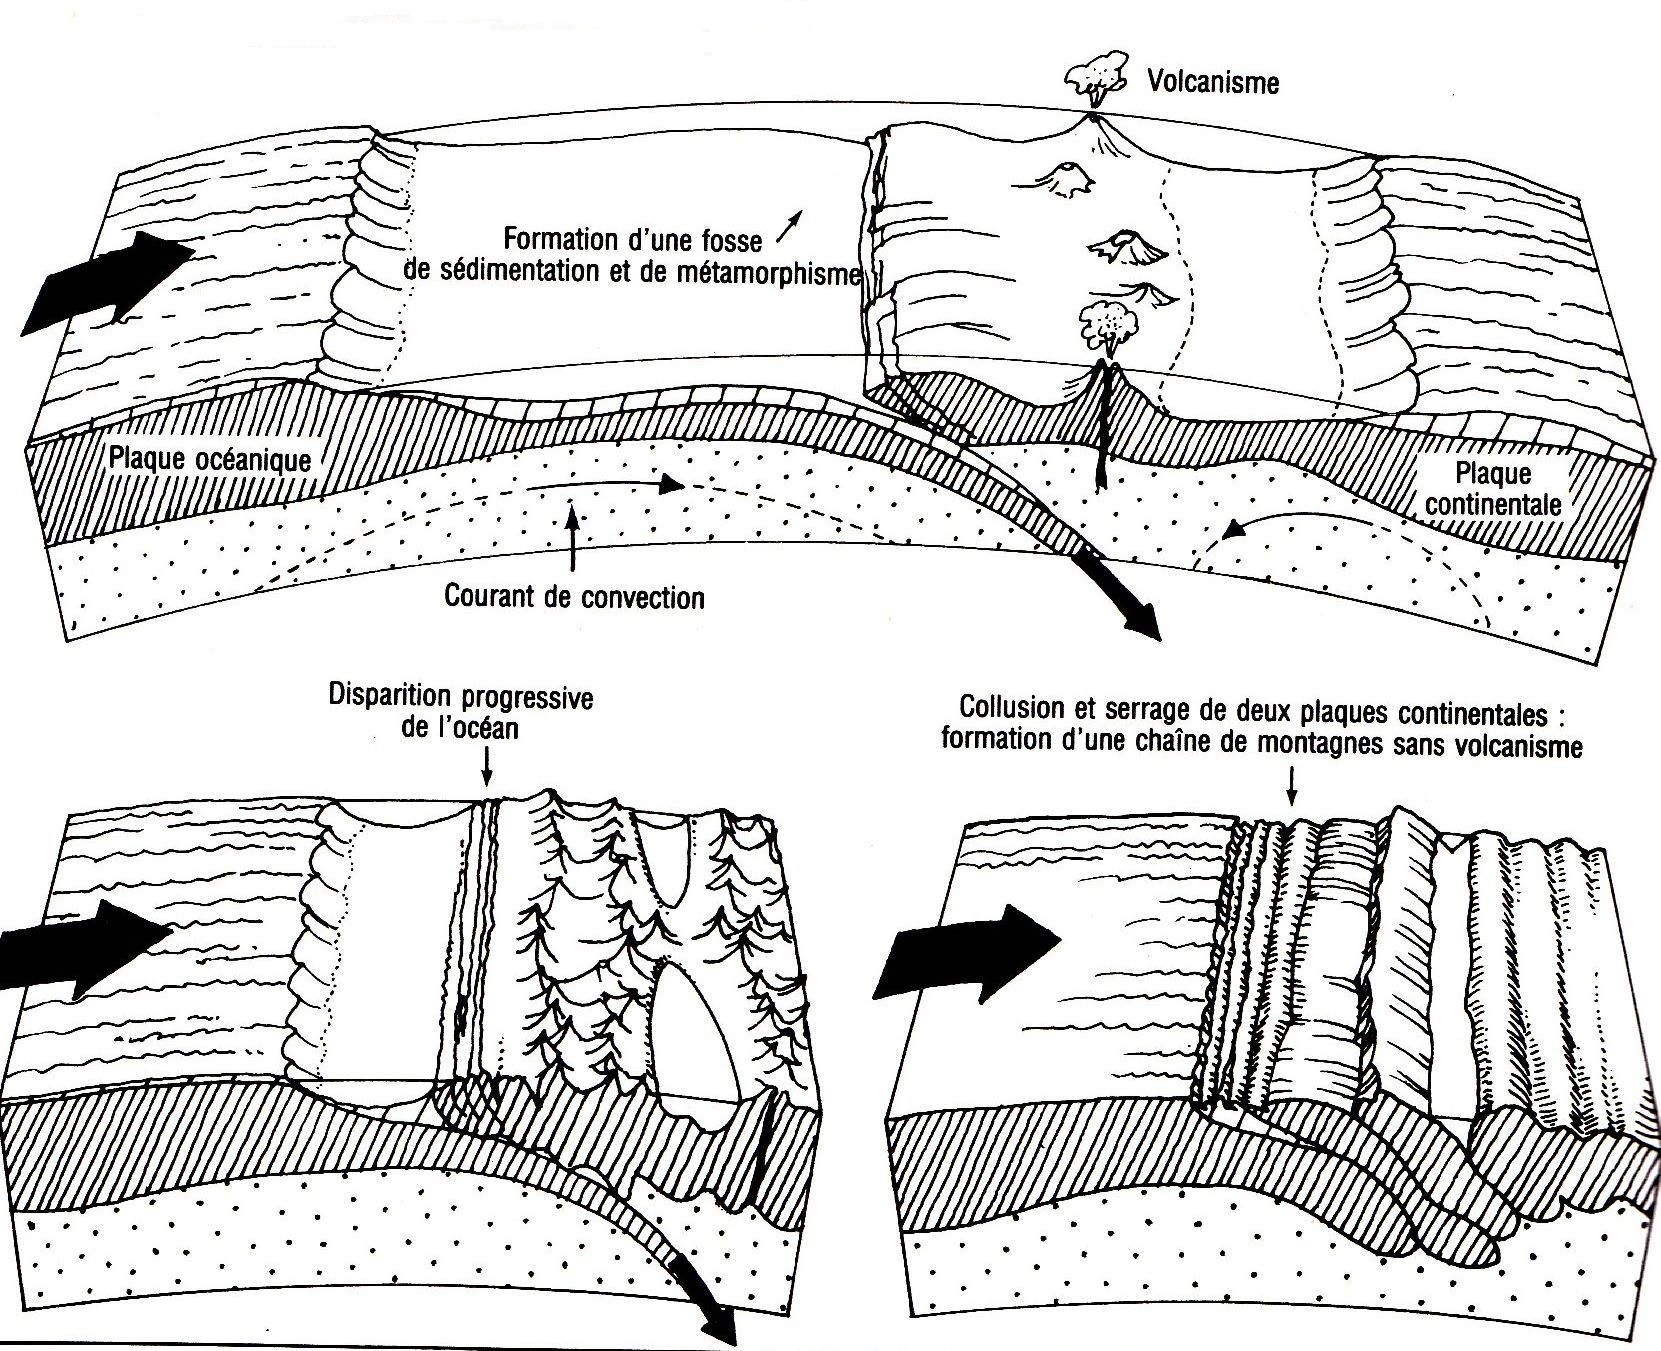 Volcanisme
Formation d'une fosse
de sédimentation et de métamorphisme
Plaque océanique
Plaque
continentale
Courant de convection
Disparition progressive
de l'océan
Collusion et serrage de deux plaques continentales :
formation d'une chaîne de montagnes sans volcanisme